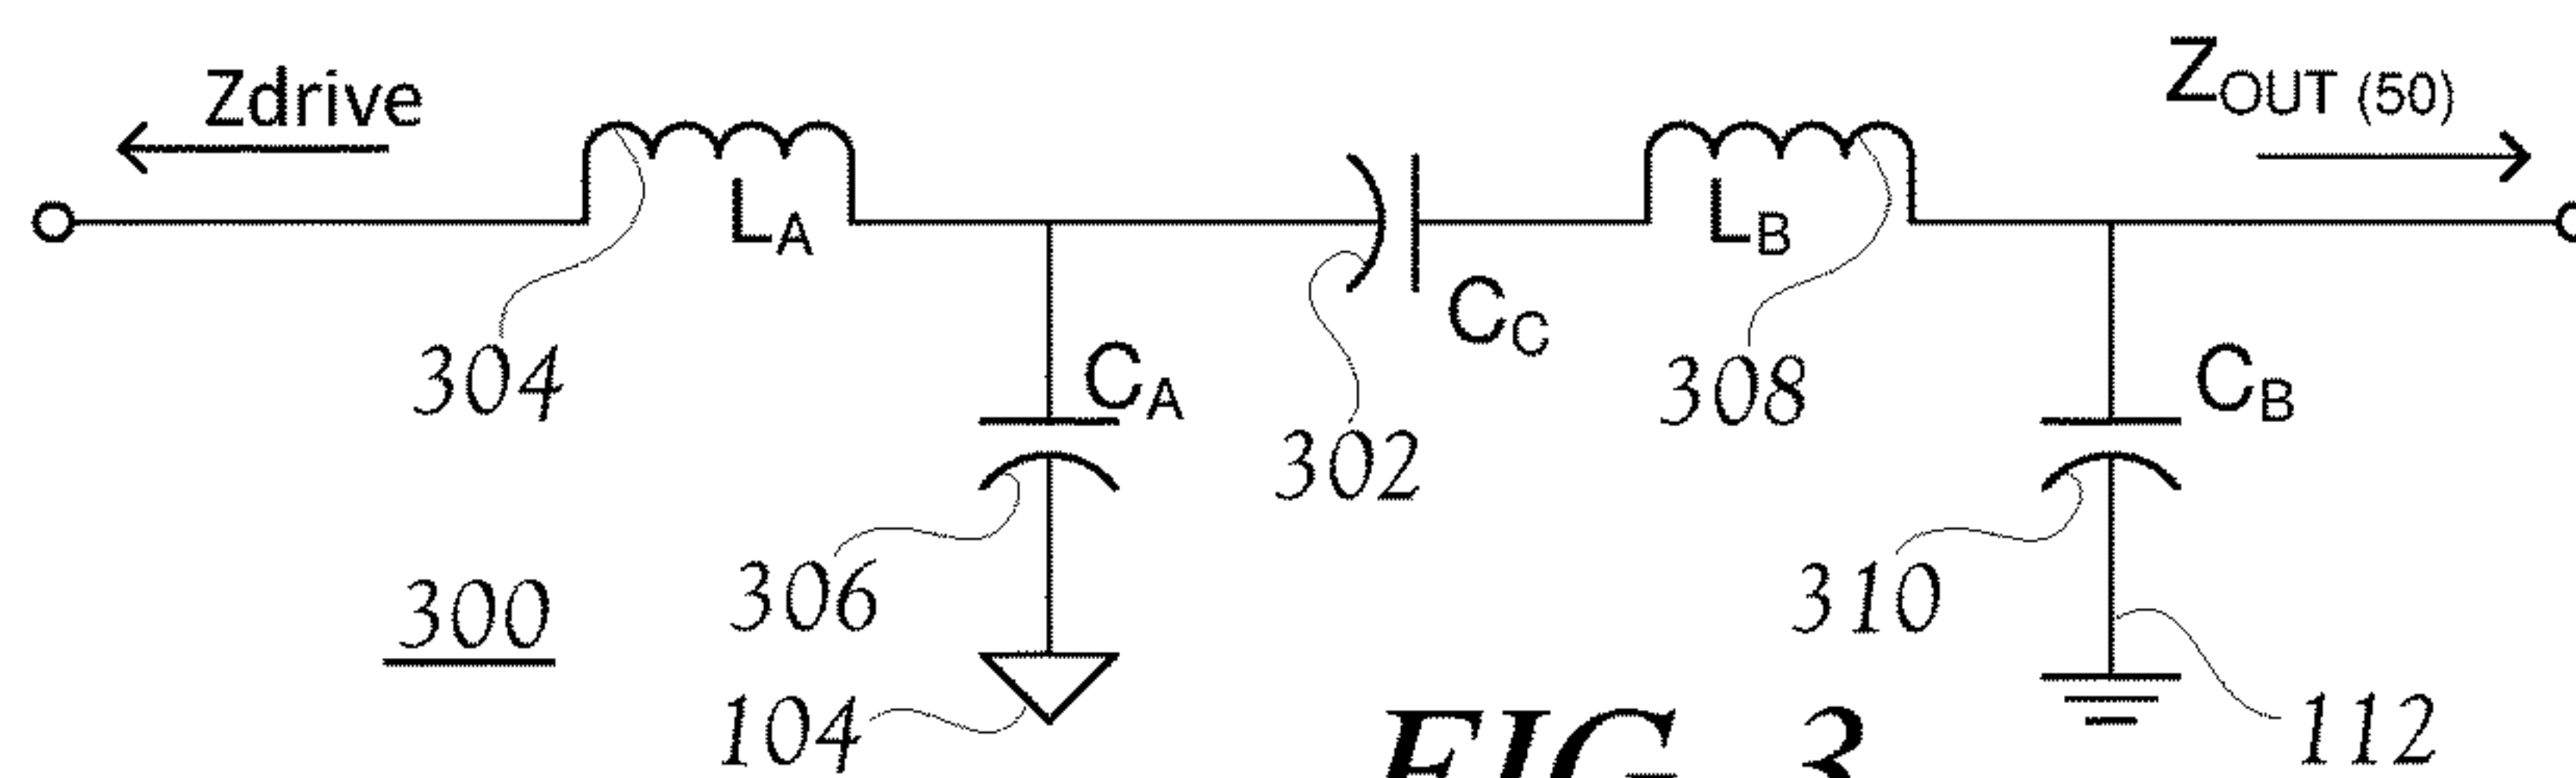 Zdrive
ZOUT (50)
LA
LB
CC
304
CA
308
CB
302
306
310
300
104
112
FIG. 3